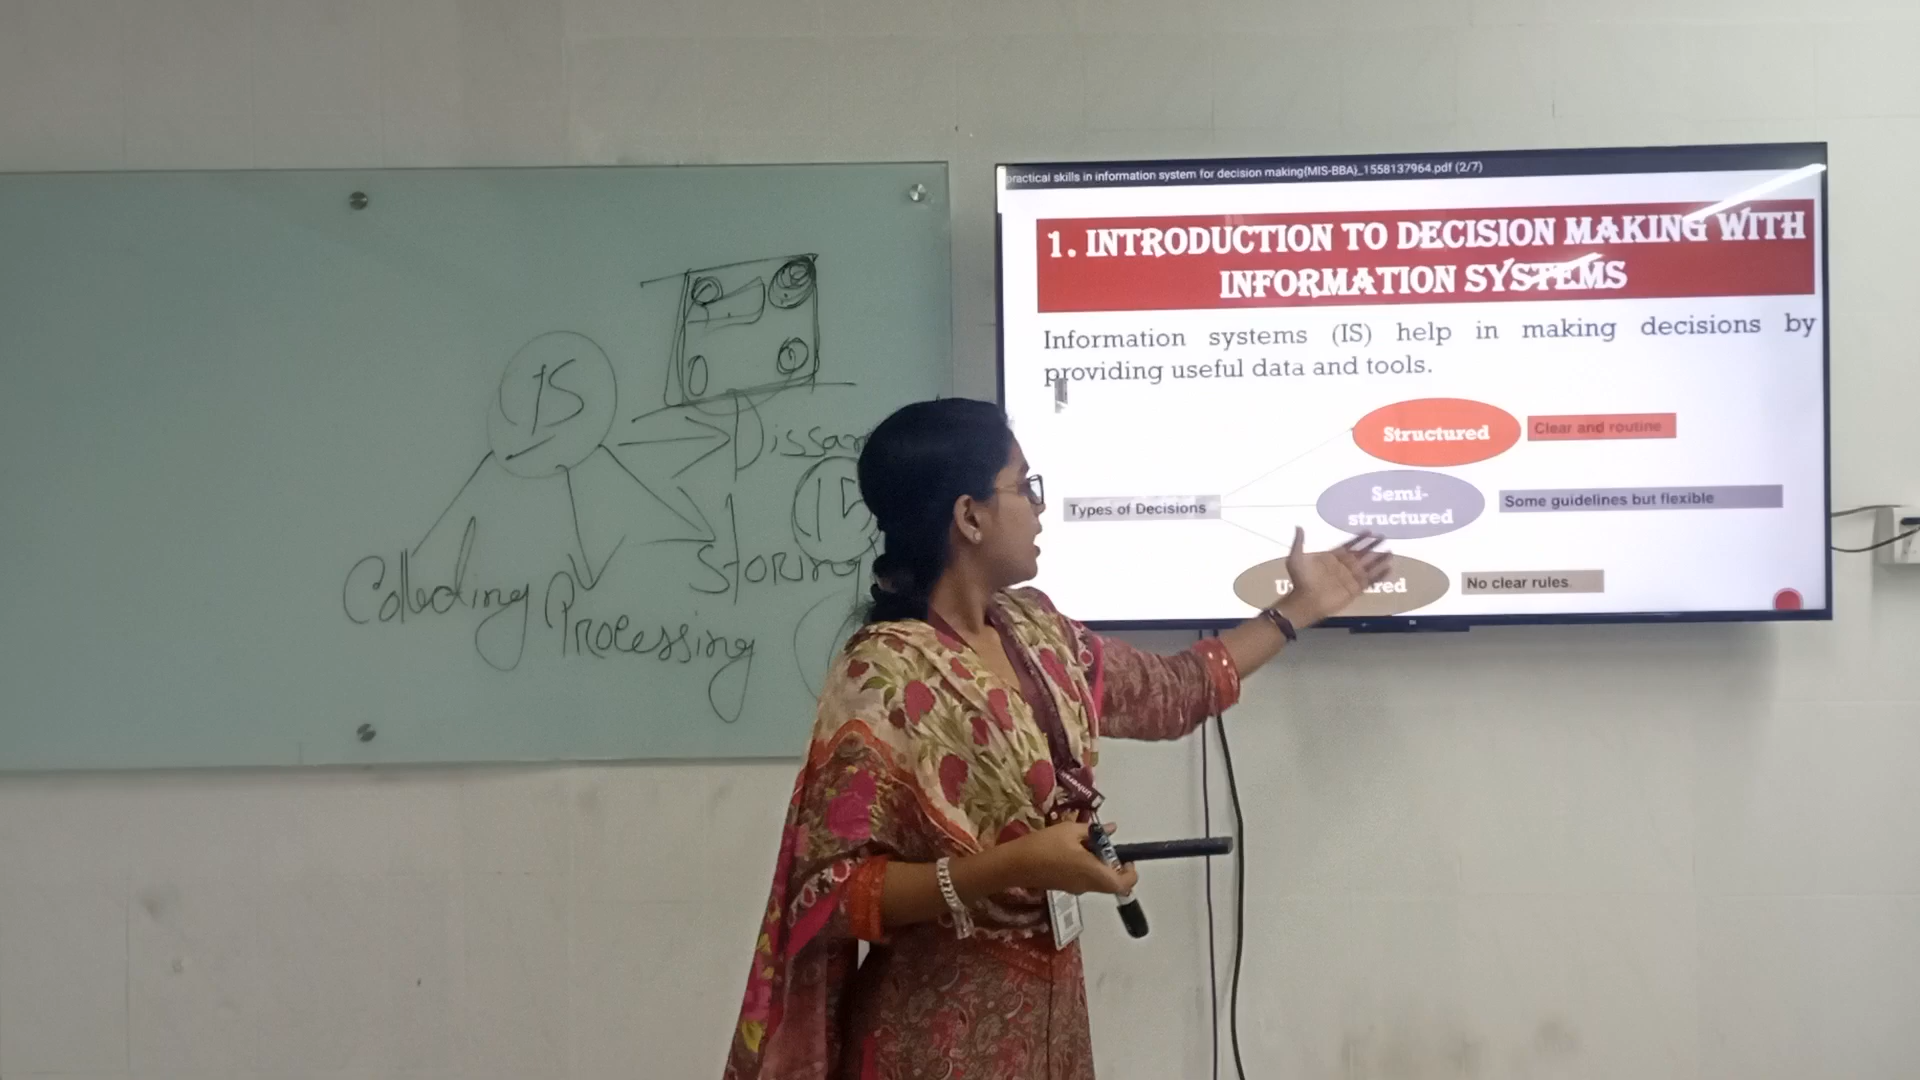 practical skills in information system for decision making(MIS-BBA)_1558137964.pdf (2/7)
1. INTRODUCTION TO DECISION MAKING WITH
INFORMATION SYSTEMS
Information systems (IS) help in making decisions by
providing useful data and tools.
Structured
Clear and routine
Types of Decisions
Semi-
structured
Some guidelines but flexible
No clear rules
IS
Collecding
Processing
Storing